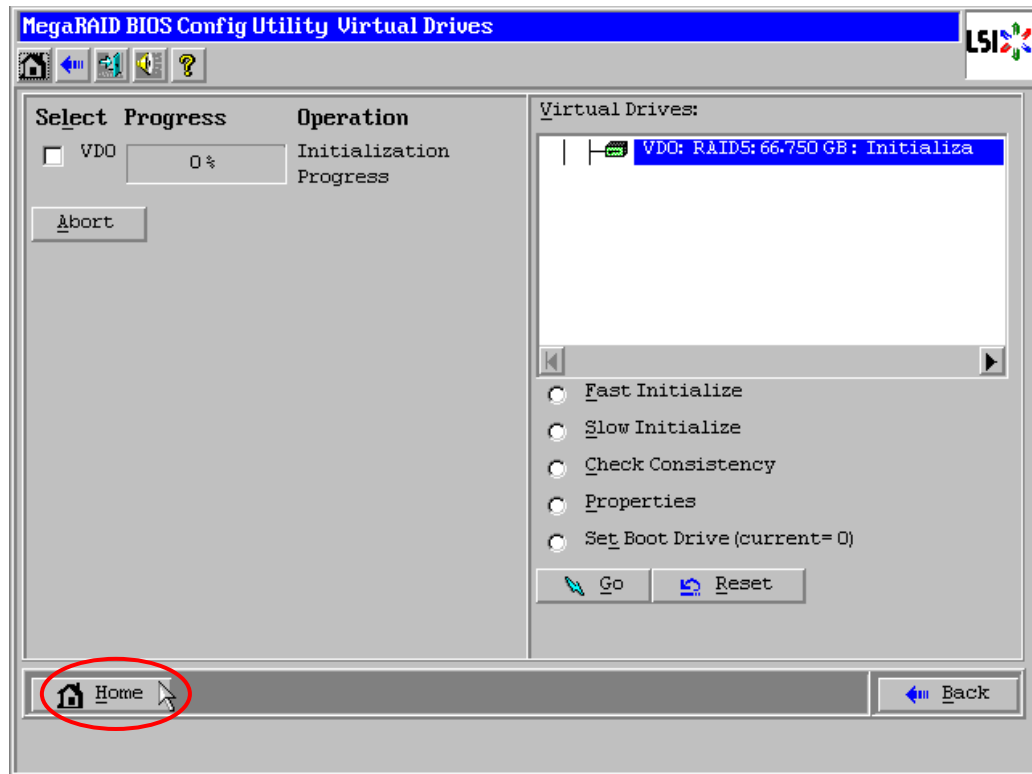 MegaRAID BIOS Config Utility Virtual Drives
LSI
Select Progress Operation
VD0 0% Initialization
Progress
Abort
Virtual Drives:
VD0: RAID5: 66.750 GB: Initializa
Fast Initialize
Slow Initialize
Check Consistency
Properties
Set Boot Drive (current= 0)
Go Reset
Home Back